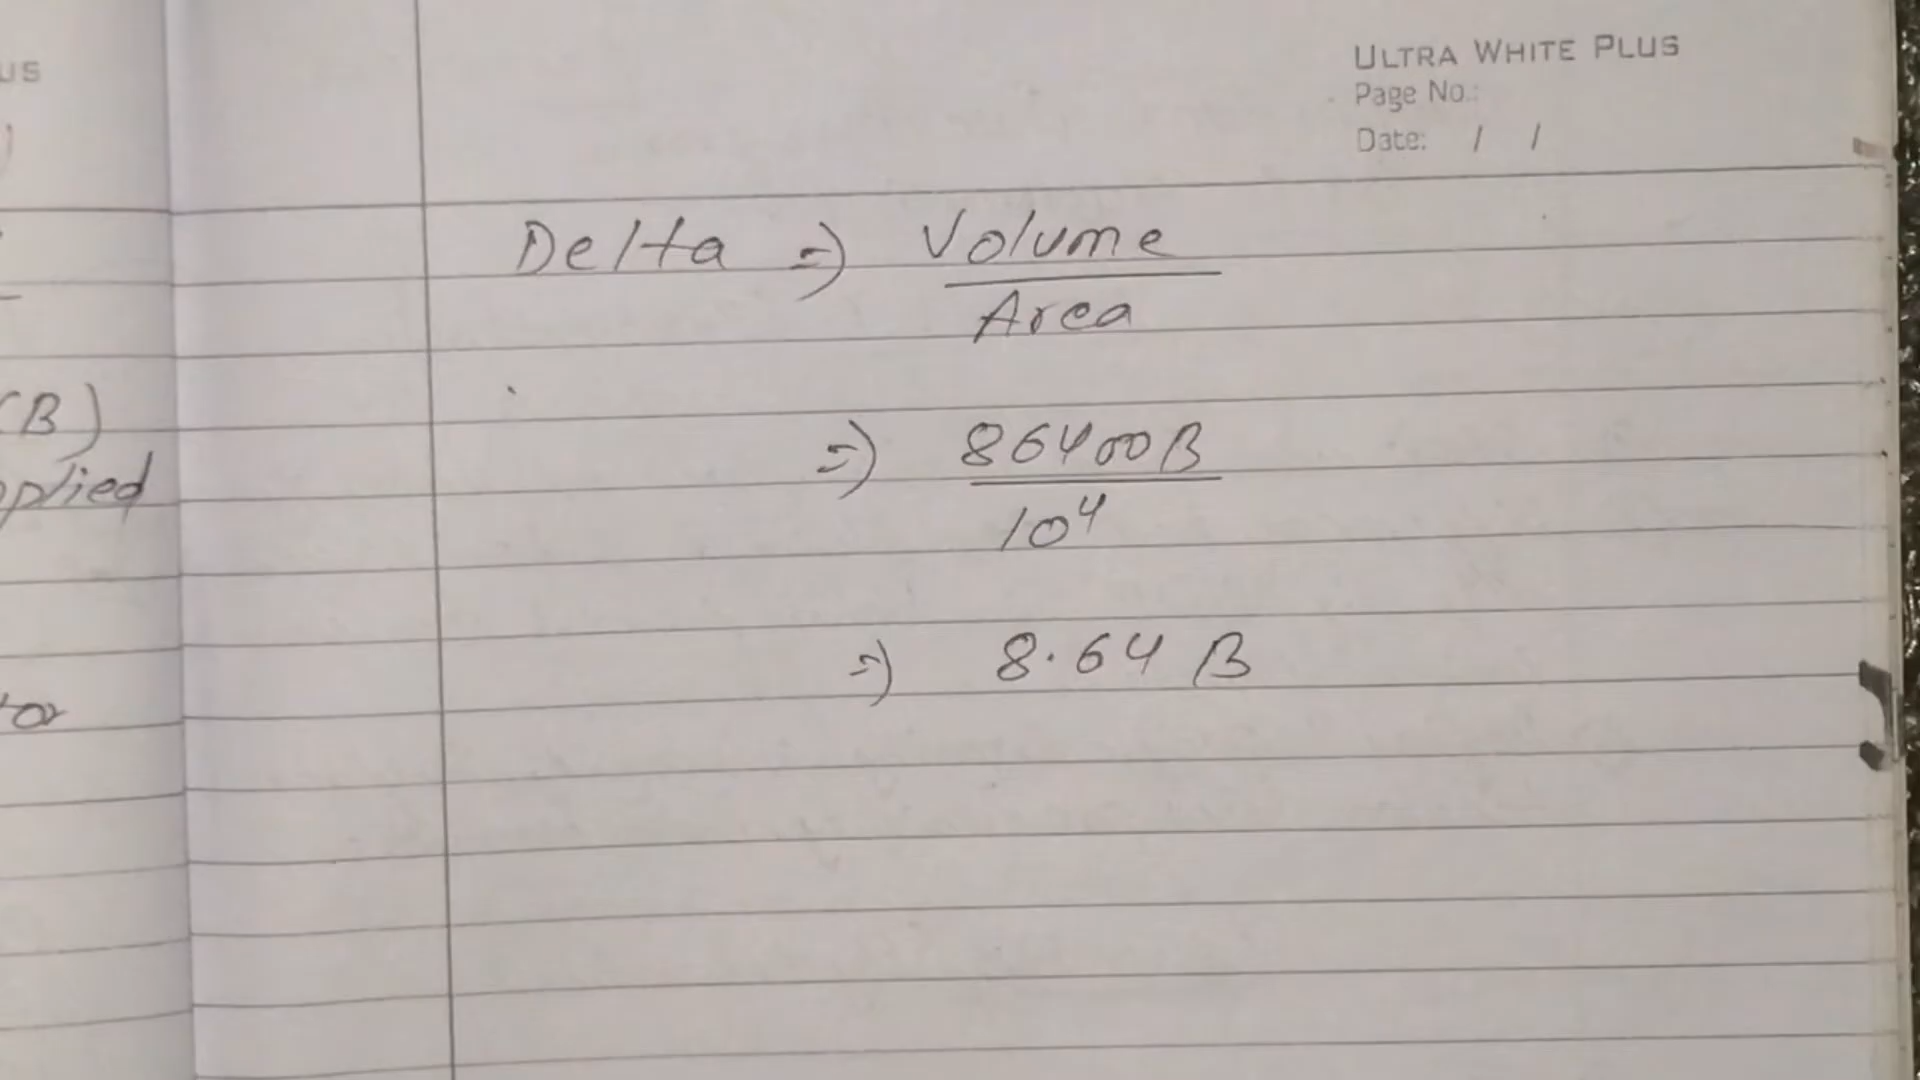 ULTRA WHITE PLUS
Page No.:
Date: / /
Delta => Volume
Area
=> 86400B
10⁴
=> 8.64 B
(B)